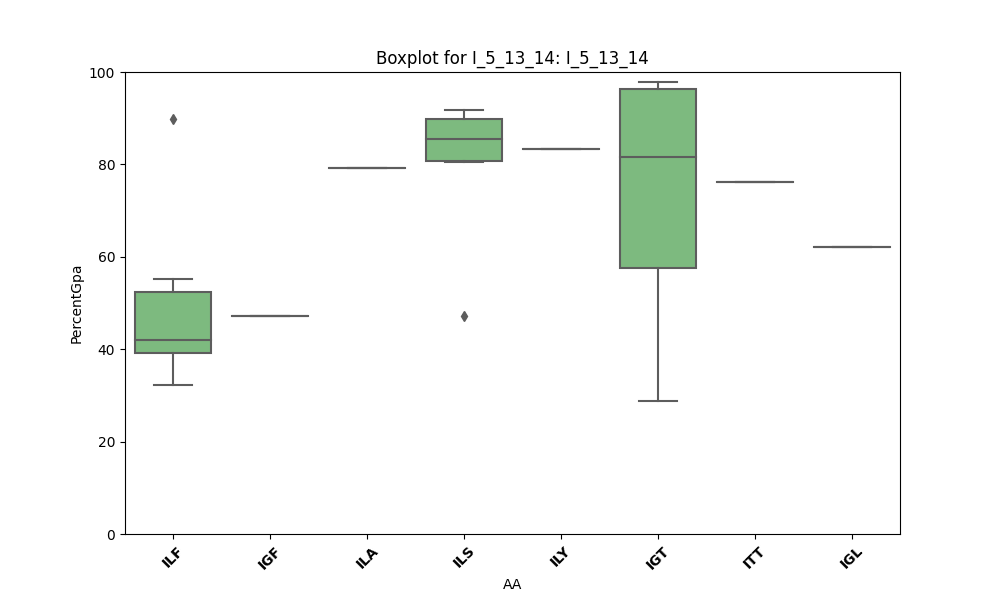 Boxplot for I_5_13_14: I_5_13_14
100
80
60
40
20
0
PercentGpa
ILF
IGF
ILA
ILS
ILY
IGT
ITT
IGL
AA